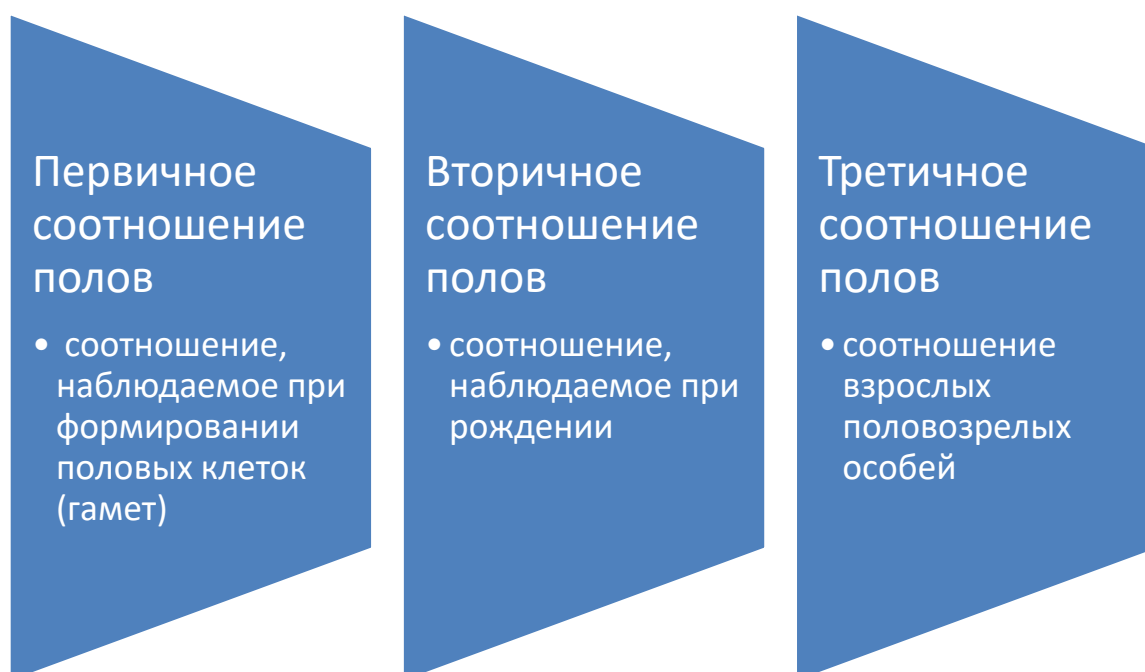 Первичное
соотношение
полов
• соотношение,
наблюдаемое при
формировании
половых клеток
(гамет)
Вторичное
соотношение
полов
• соотношение,
наблюдаемое при
рождении
Третичное
соотношение
полов
• соотношение
взрослых
половозрелых
особей